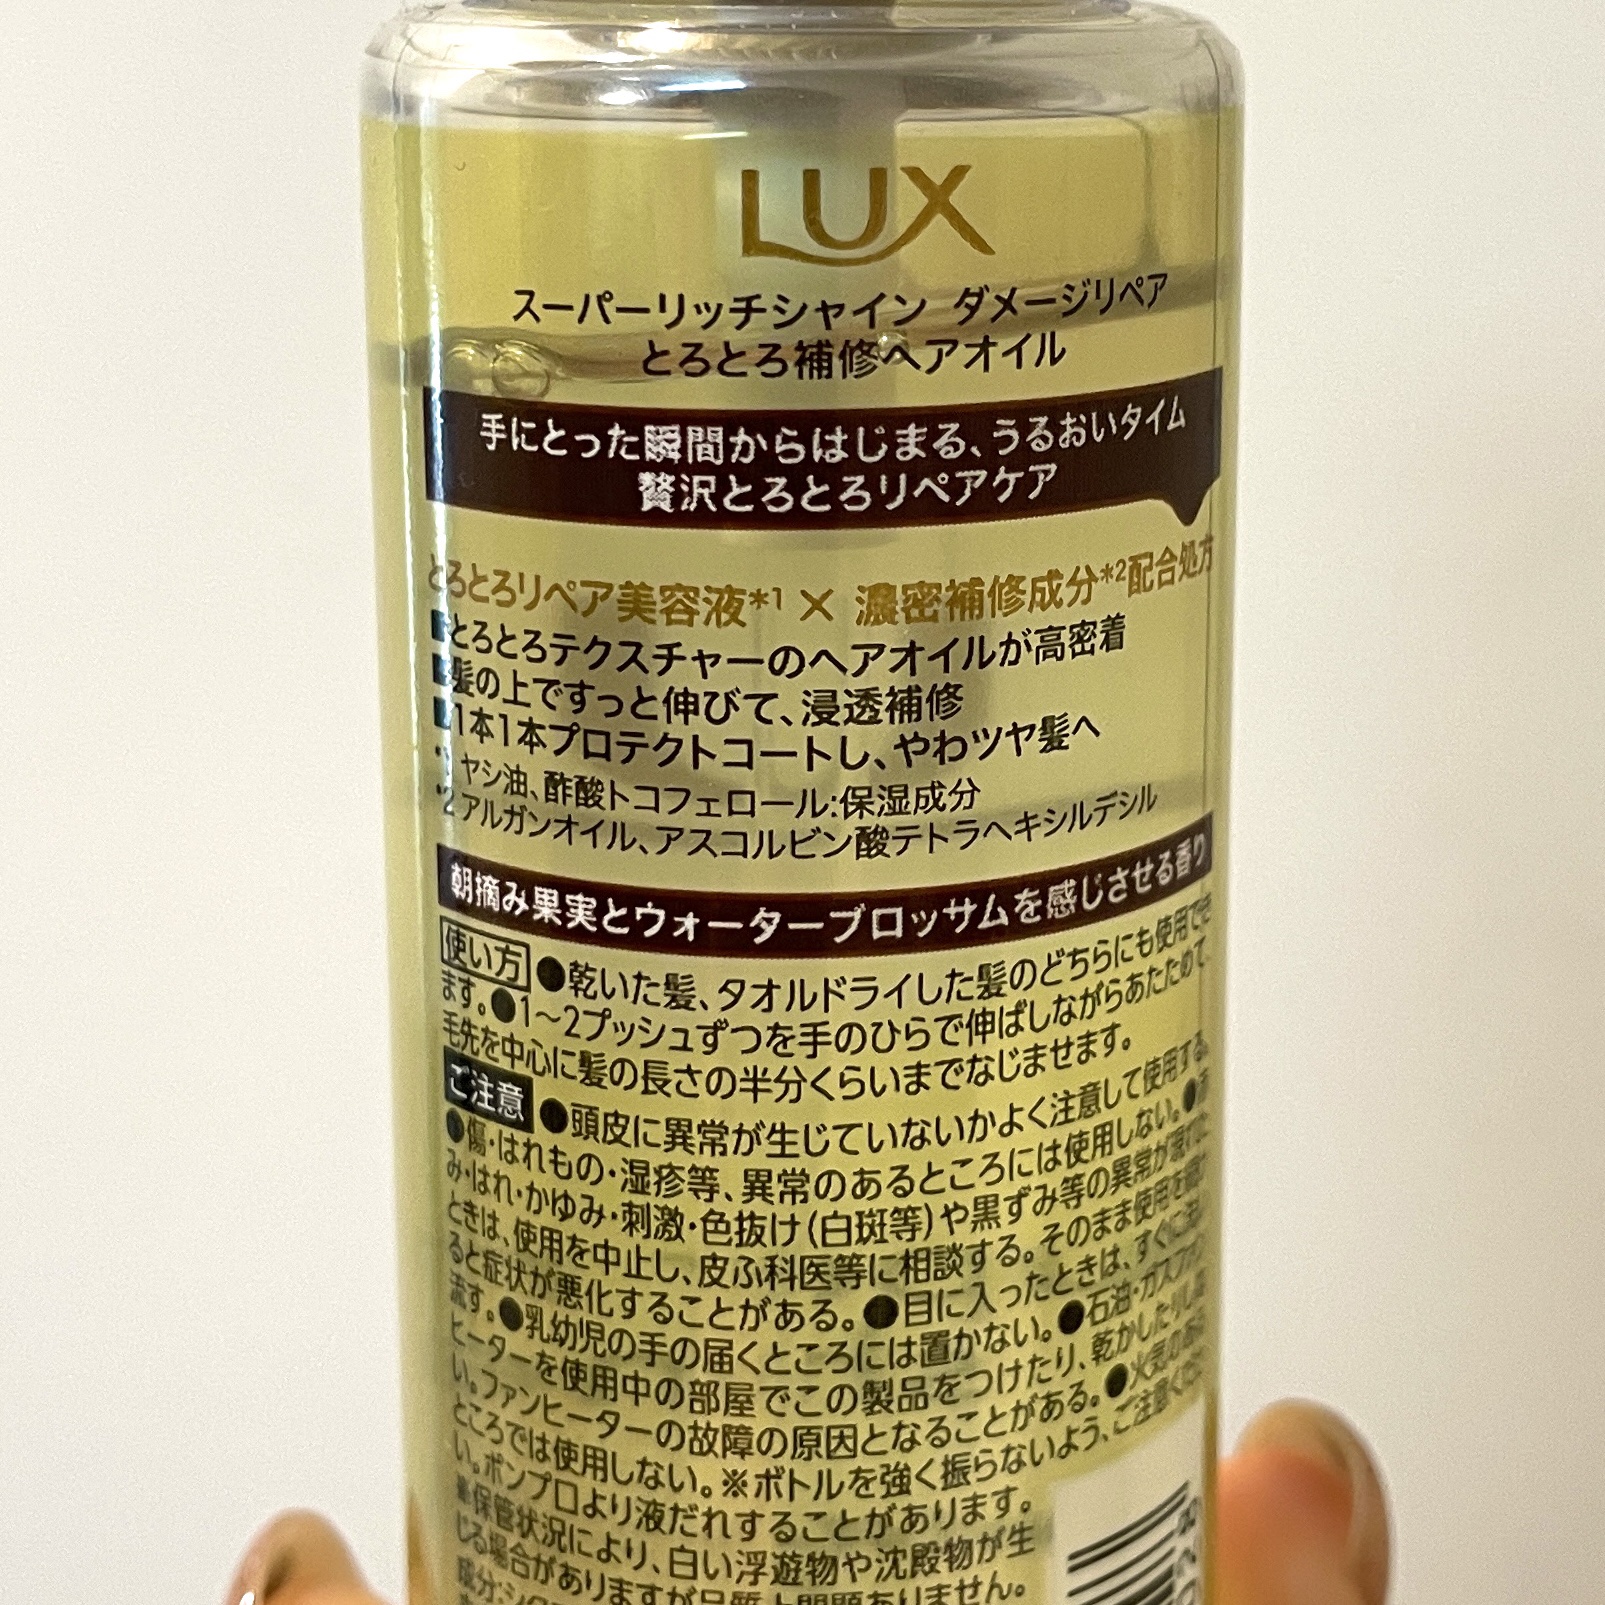 LUX
スーパーリッチシャイン ダメージリペア
とろとろ補修ヘアオイル
手にとった瞬間からはじまる、うるおいタイム
贅沢とろとろリペアケア
とろとろリペア美容液*1 × 濃密補修成分*2配合処方
■とろとろテクスチャーのヘアオイルが高密着
■髪の上ですっと伸びて、浸透補修
■1本1本プロテクトコートし、やわツヤ髪へ
*1 ヤシ油、酢酸トコフェロール:保湿成分
*2 アルガンオイル、アスコルビン酸テトラヘキシルデシル
朝摘み果実とウォーターブロッサムを感じさせる香り
使い方 ●乾いた髪、タオルドライした髪のどちらにも使用でき
ます。●1～2プッシュずつを手のひらで伸ばしながらあたためて、
毛先を中心に髪の長さの半分くらいまでなじませます。
ご注意 ●頭皮に異常が生じていないかよく注意して使用する。
●傷・はれもの・湿疹等、異常のあるところには使用しない。●
み・はれ・かゆみ・刺激・色抜け(白斑等)や黒ずみ等の異常が現れた
ときは、使用を中止し、皮ふ科医等に相談する。そのまま使用を続け
ると症状が悪化することがある。●目に入ったときは、すぐに洗い
流す。●乳幼児の手の届くところには置かない。●石油・ガスファン
ヒーターを使用中の部屋でこの製品をつけたり、乾かしたりしな
い。ファンヒーターの故障の原因となることがある。●火気のある
ところでは使用しない。※ボトルを強く振らないよう、ご注意くださ
い。ポンプ口より液だれすることがあります。
※保管状況により、白い浮遊物や沈殿物が生
じる場合がありますが品質上問題ありません。
成分:シクロ